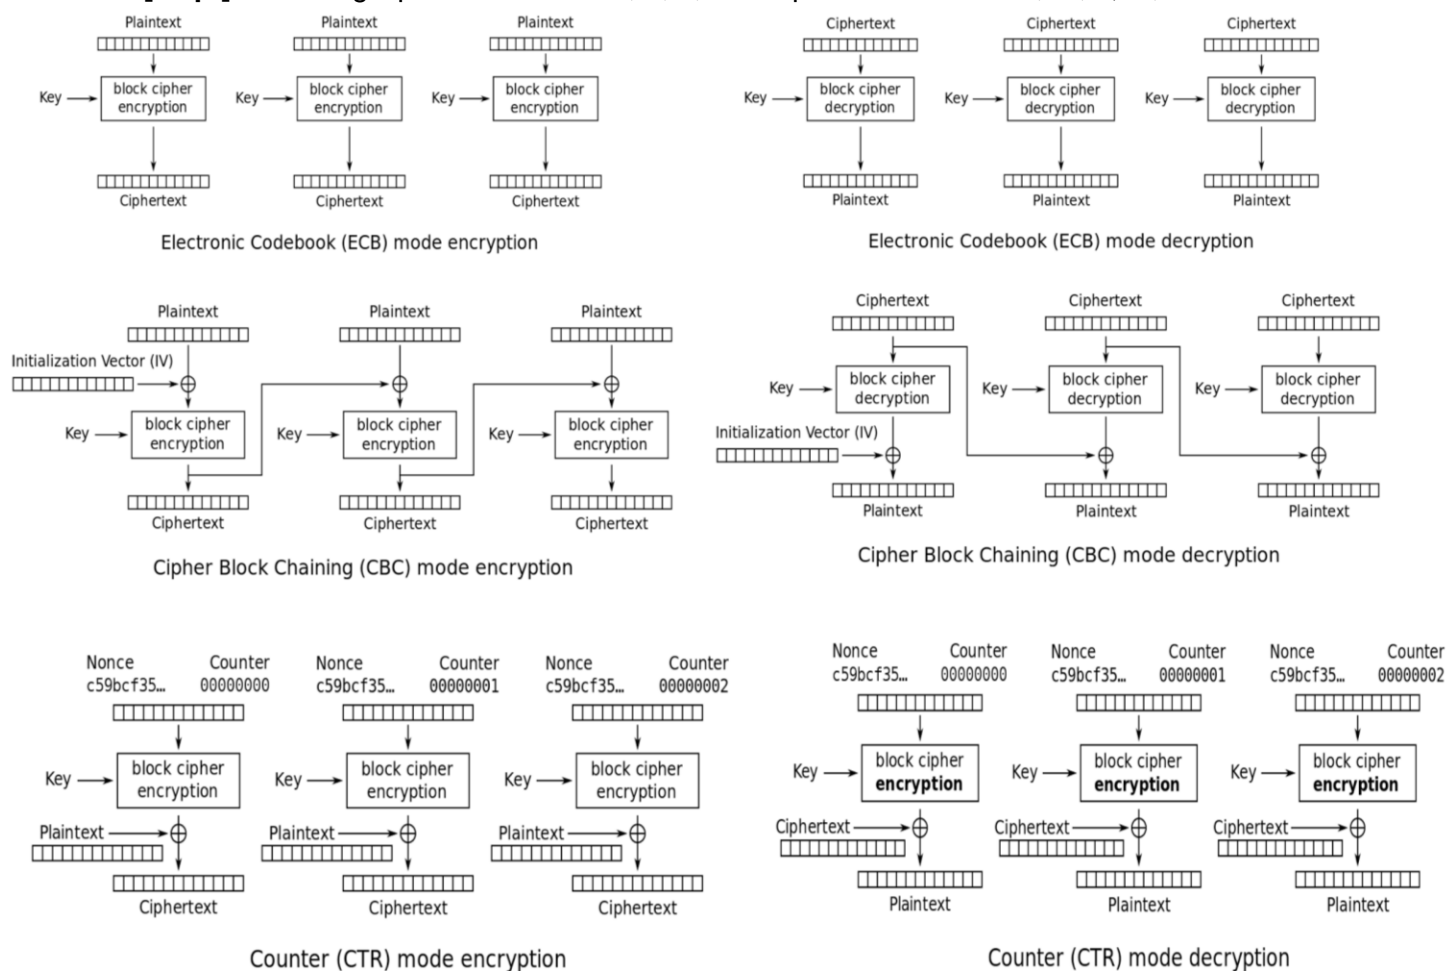 Plaintext Plaintext Plaintext
Key block cipher encryption Key block cipher encryption Key block cipher encryption
Ciphertext Ciphertext Ciphertext
Electronic Codebook (ECB) mode encryption
Ciphertext Ciphertext Ciphertext
Key block cipher decryption Key block cipher decryption Key block cipher decryption
Plaintext Plaintext Plaintext
Electronic Codebook (ECB) mode decryption
Plaintext Plaintext Plaintext
Initialization Vector (IV)
Key block cipher encryption Key block cipher encryption Key block cipher encryption
Ciphertext Ciphertext Ciphertext
Cipher Block Chaining (CBC) mode encryption
Ciphertext Ciphertext Ciphertext
Key block cipher decryption Key block cipher decryption Key block cipher decryption
Initialization Vector (IV)
Plaintext Plaintext Plaintext
Cipher Block Chaining (CBC) mode decryption
Nonce Counter Nonce Counter Nonce Counter
c59bcf35… 00000000 c59bcf35… 00000001 c59bcf35… 00000002
Key block cipher encryption Key block cipher encryption Key block cipher encryption
Plaintext Plaintext Plaintext
Ciphertext Ciphertext Ciphertext
Counter (CTR) mode encryption
Nonce Counter Nonce Counter Nonce Counter
c59bcf35… 00000000 c59bcf35… 00000001 c59bcf35… 00000002
Key block cipher encryption Key block cipher encryption Key block cipher encryption
Ciphertext Ciphertext Ciphertext
Plaintext Plaintext Plaintext
Counter (CTR) mode decryption